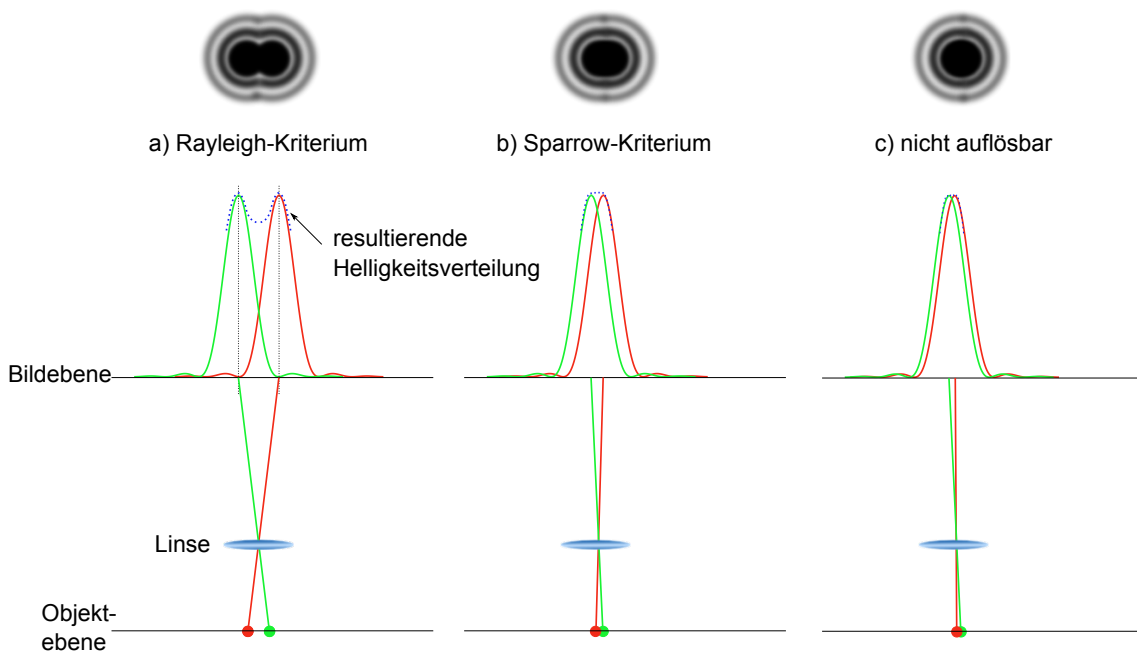 a) Rayleigh-Kriterium
b) Sparrow-Kriterium
c) nicht auflösbar
resultierende
Helligkeitsverteilung
Bildebene
Linse
Objekt-
ebene